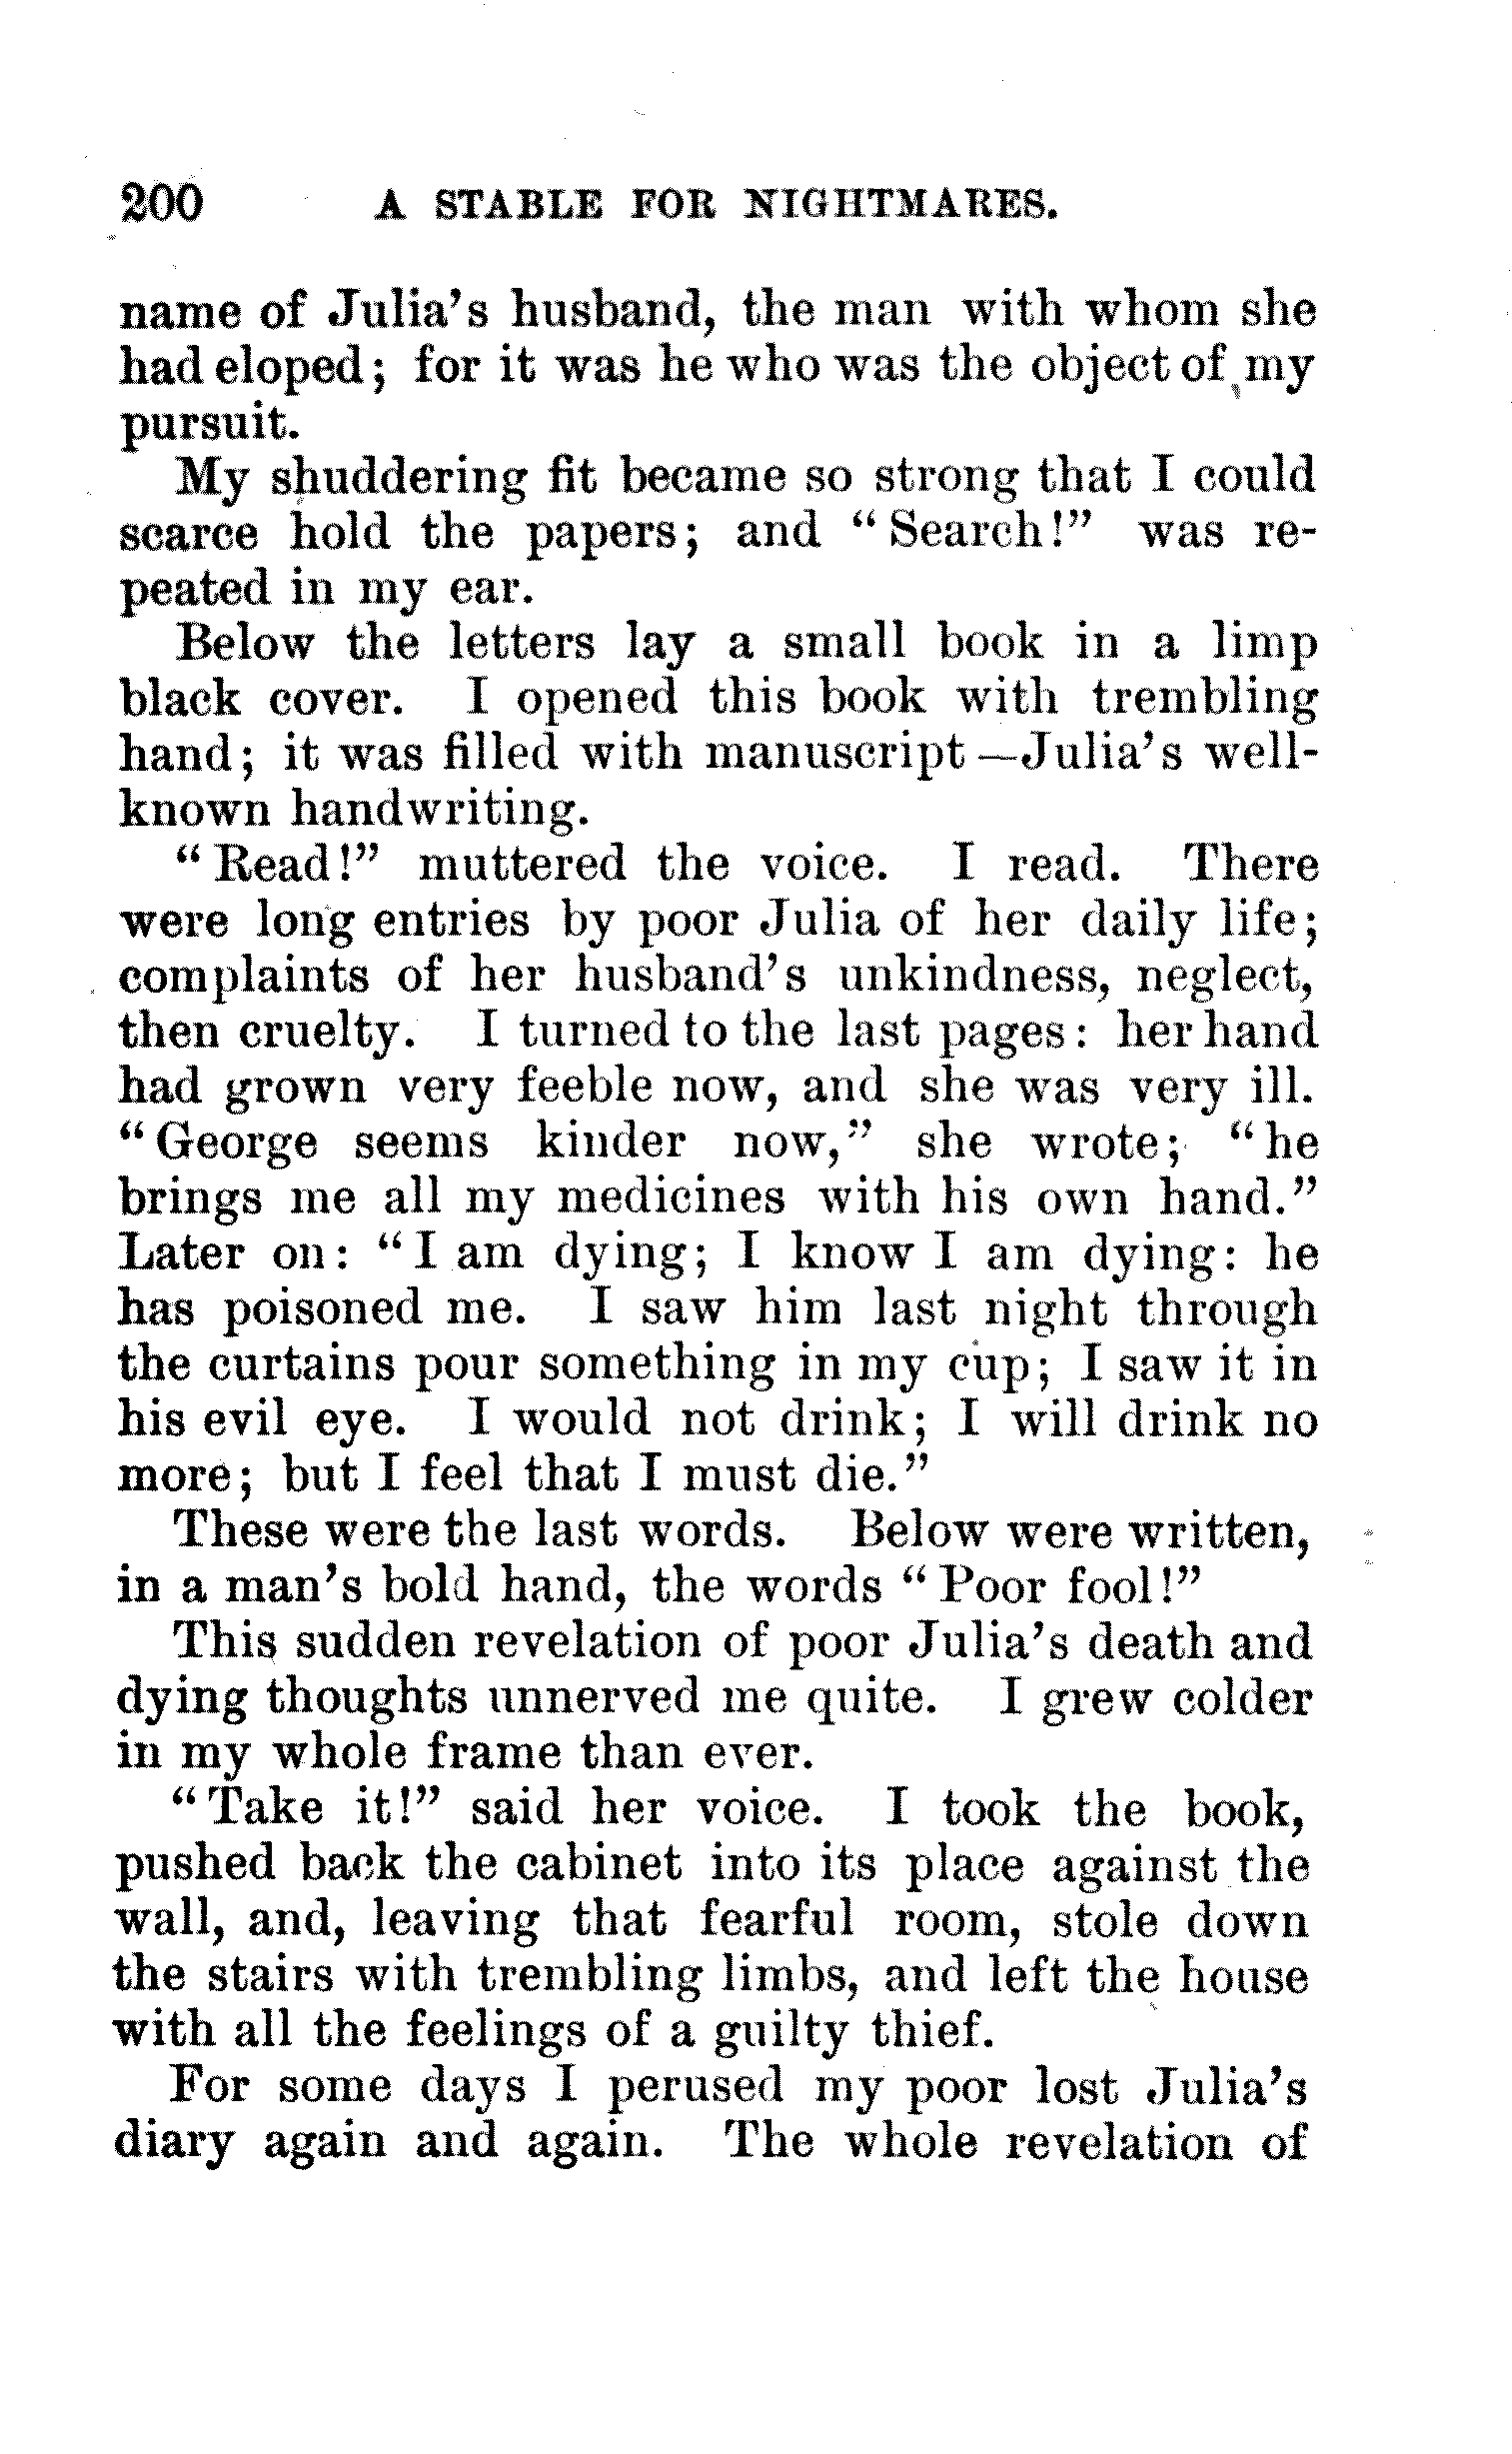 200 A STABLE FOR NIGHTMARES.
name of Julia's husband, the man with whom she
had eloped; for it was he who was the object of my
pursuit.
My shuddering fit became so strong that I could
scarce hold the papers; and "Search!" was re-
peated in my ear.
Below the letters lay a small book in a limp
black cover. I opened this book with trembling
hand; it was filled with manuscript—Julia's well-
known handwriting.
"Read!" muttered the voice. I read. There
were long entries by poor Julia of her daily life;
complaints of her husband's unkindness, neglect,
then cruelty. I turned to the last pages: her hand
had grown very feeble now, and she was very ill.
"George seems kinder now," she wrote; "he
brings me all my medicines with his own hand."
Later on: "I am dying; I know I am dying: he
has poisoned me. I saw him last night through
the curtains pour something in my cup; I saw it in
his evil eye. I would not drink; I will drink no
more; but I feel that I must die."
These were the last words. Below were written,
in a man's bold hand, the words "Poor fool!"
This sudden revelation of poor Julia's death and
dying thoughts unnerved me quite. I grew colder
in my whole frame than ever.
"Take it!" said her voice. I took the book,
pushed back the cabinet into its place against the
wall, and, leaving that fearful room, stole down
the stairs with trembling limbs, and left the house
with all the feelings of a guilty thief.
For some days I perused my poor lost Julia's
diary again and again. The whole revelation of